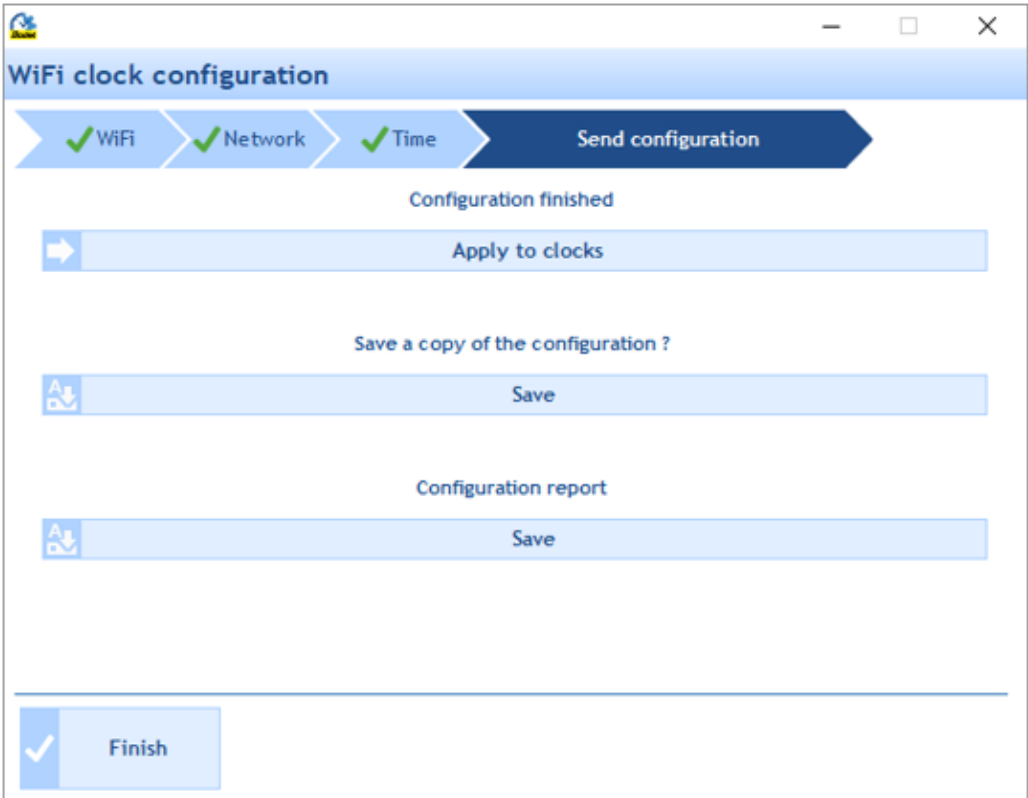 WiFi clock configuration
WiFi
Network
Time
Send configuration
Configuration finished
Apply to clocks
Save a copy of the configuration ?
Save
Configuration report
Save
Finish